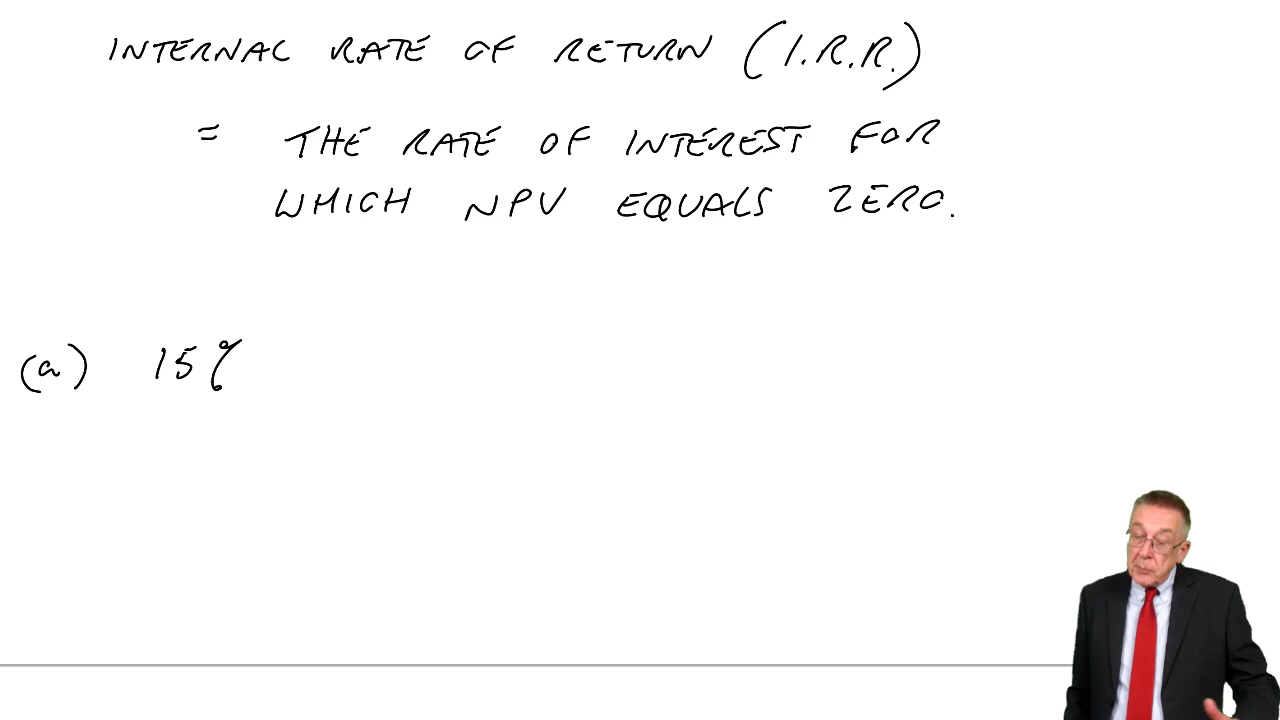 INTERNAL RATE OF RETURN (I.R.R.)
= THE RATE OF INTEREST FOR
WHICH NPV EQUALS ZERO.
(a) 15%